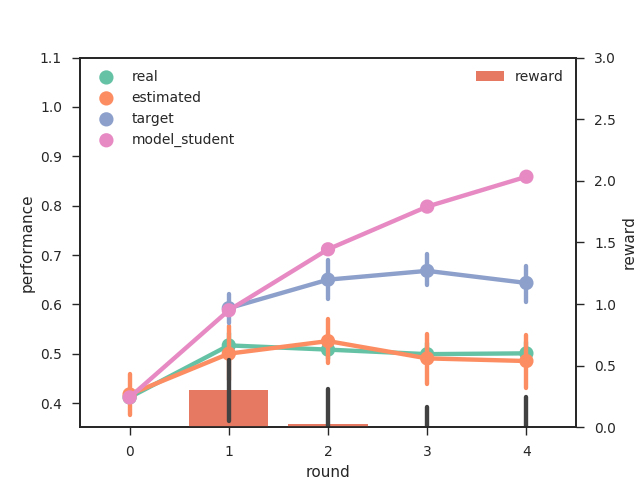 real
estimated
target
model_student
reward
1.1
1.0
0.9
0.8
0.7
0.6
0.5
0.4
performance
3.0
2.5
2.0
1.5
1.0
0.5
0.0
reward
0 1 2 3 4
round